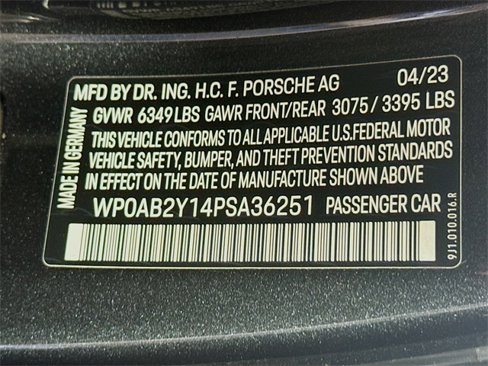 MFD BY DR. ING. H.C. F. PORSCHE AG 04/23
GVWR 6349LBS GAWR FRONT/REAR 3075/3395 LBS
THIS VEHICLE CONFORMS TO ALL APPLICABLE U.S.FEDERAL MOTOR
VEHICLE SAFETY, BUMPER, AND THEFT PREVENTION STANDARDS
IN EFFECT ON THE DATE OF MANUFACTURE SHOWN ABOVE
WP0AB2Y14PSA36251 PASSENGER CAR
MADE IN GERMANY
9J1.010.016.R